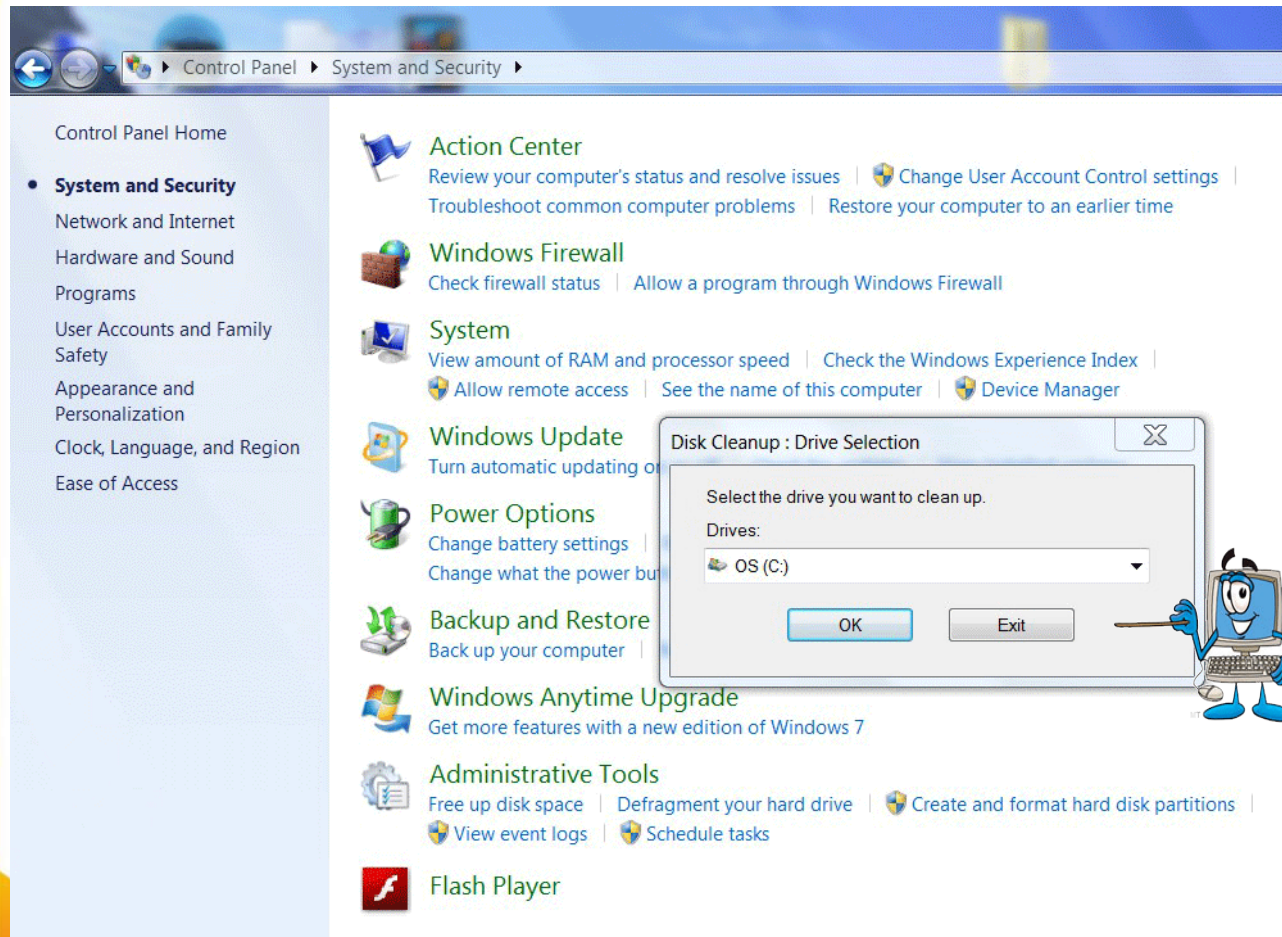 Control Panel ▸ System and Security ▸
Control Panel Home
System and Security
Network and Internet
Hardware and Sound
Programs
User Accounts and Family
Safety
Appearance and
Personalization
Clock, Language, and Region
Ease of Access
Action Center
Review your computer's status and resolve issues | Change User Account Control settings |
Troubleshoot common computer problems | Restore your computer to an earlier time
Windows Firewall
Check firewall status | Allow a program through Windows Firewall
System
View amount of RAM and processor speed | Check the Windows Experience Index |
Allow remote access | See the name of this computer | Device Manager
Windows Update
Turn automatic updating
Power Options
Change battery settings |
Change what the power
Backup and Restore
Back up your computer |
Windows Anytime Upgrade
Get more features with a new edition of Windows 7
Administrative Tools
Free up disk space | Defragment your hard drive | Create and format hard disk partitions |
View event logs | Schedule tasks
Flash Player
Disk Cleanup : Drive Selection
Select the drive you want to clean up.
Drives:
OS (C:)
OK Exit